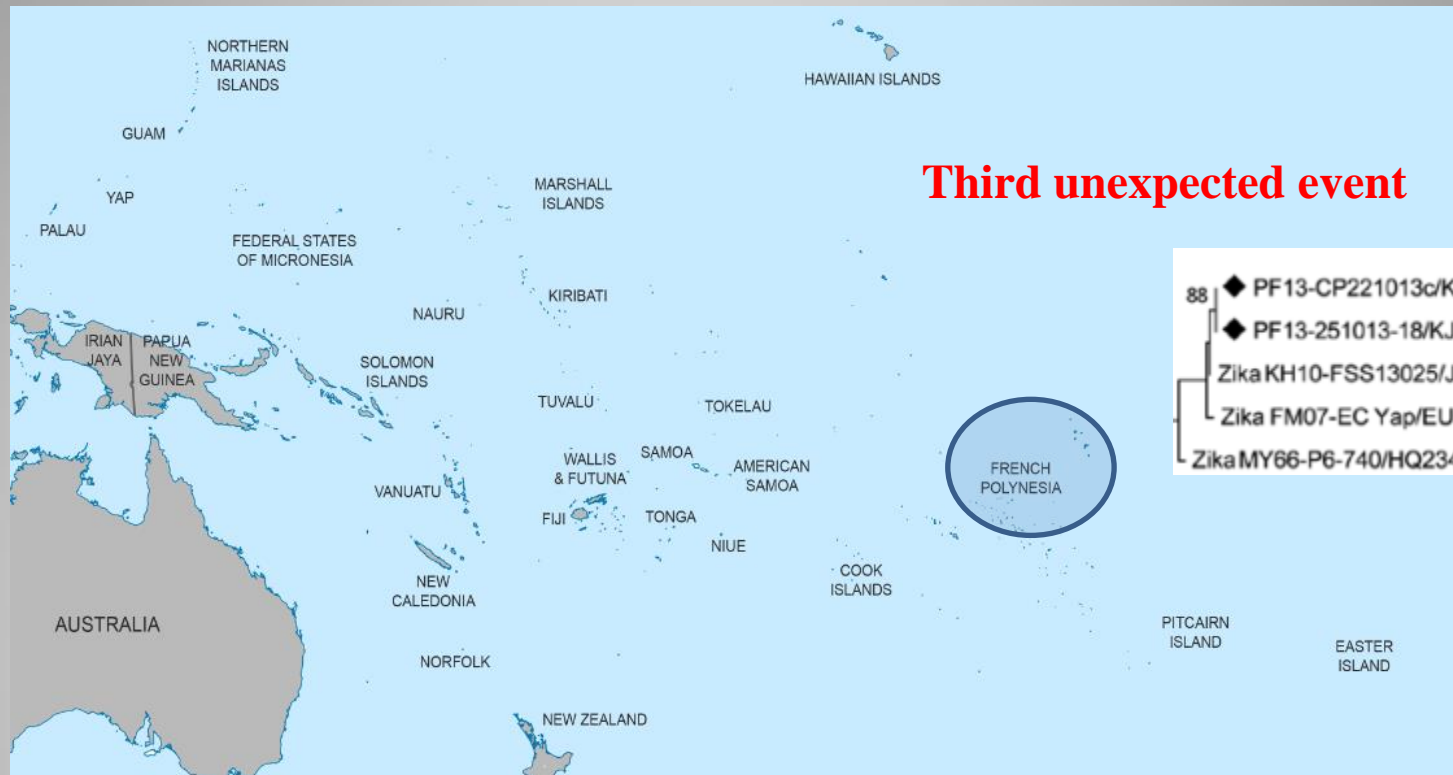 NORTHERN
MARIANAS
ISLANDS
HAWAIIAN ISLANDS
GUAM
Third unexpected event
YAP
MARSHALL
ISLANDS
PALAU
FEDERAL STATES
OF MICRONESIA
KIRIBATI
NAURU
IRIAN
JAYA
PAPUA
NEW
GUINEA
SOLOMON
ISLANDS
TUVALU
TOKELAU
WALLIS
& FUTUNA
SAMOA
AMERICAN
SAMOA
FRENCH
POLYNESIA
VANUATU
FIJI
TONGA
NIUE
COOK
ISLANDS
NEW
CALEDONIA
AUSTRALIA
PITCAIRN
ISLAND
EASTER
ISLAND
NORFOLK
NEW ZEALAND
88
PF13-CP221013c/K
PF13-251013-18/KJ
Zika KH10-FSS13025/J
Zika FM07-EC Yap/EU
Zika MY66-P6-740/HQ234